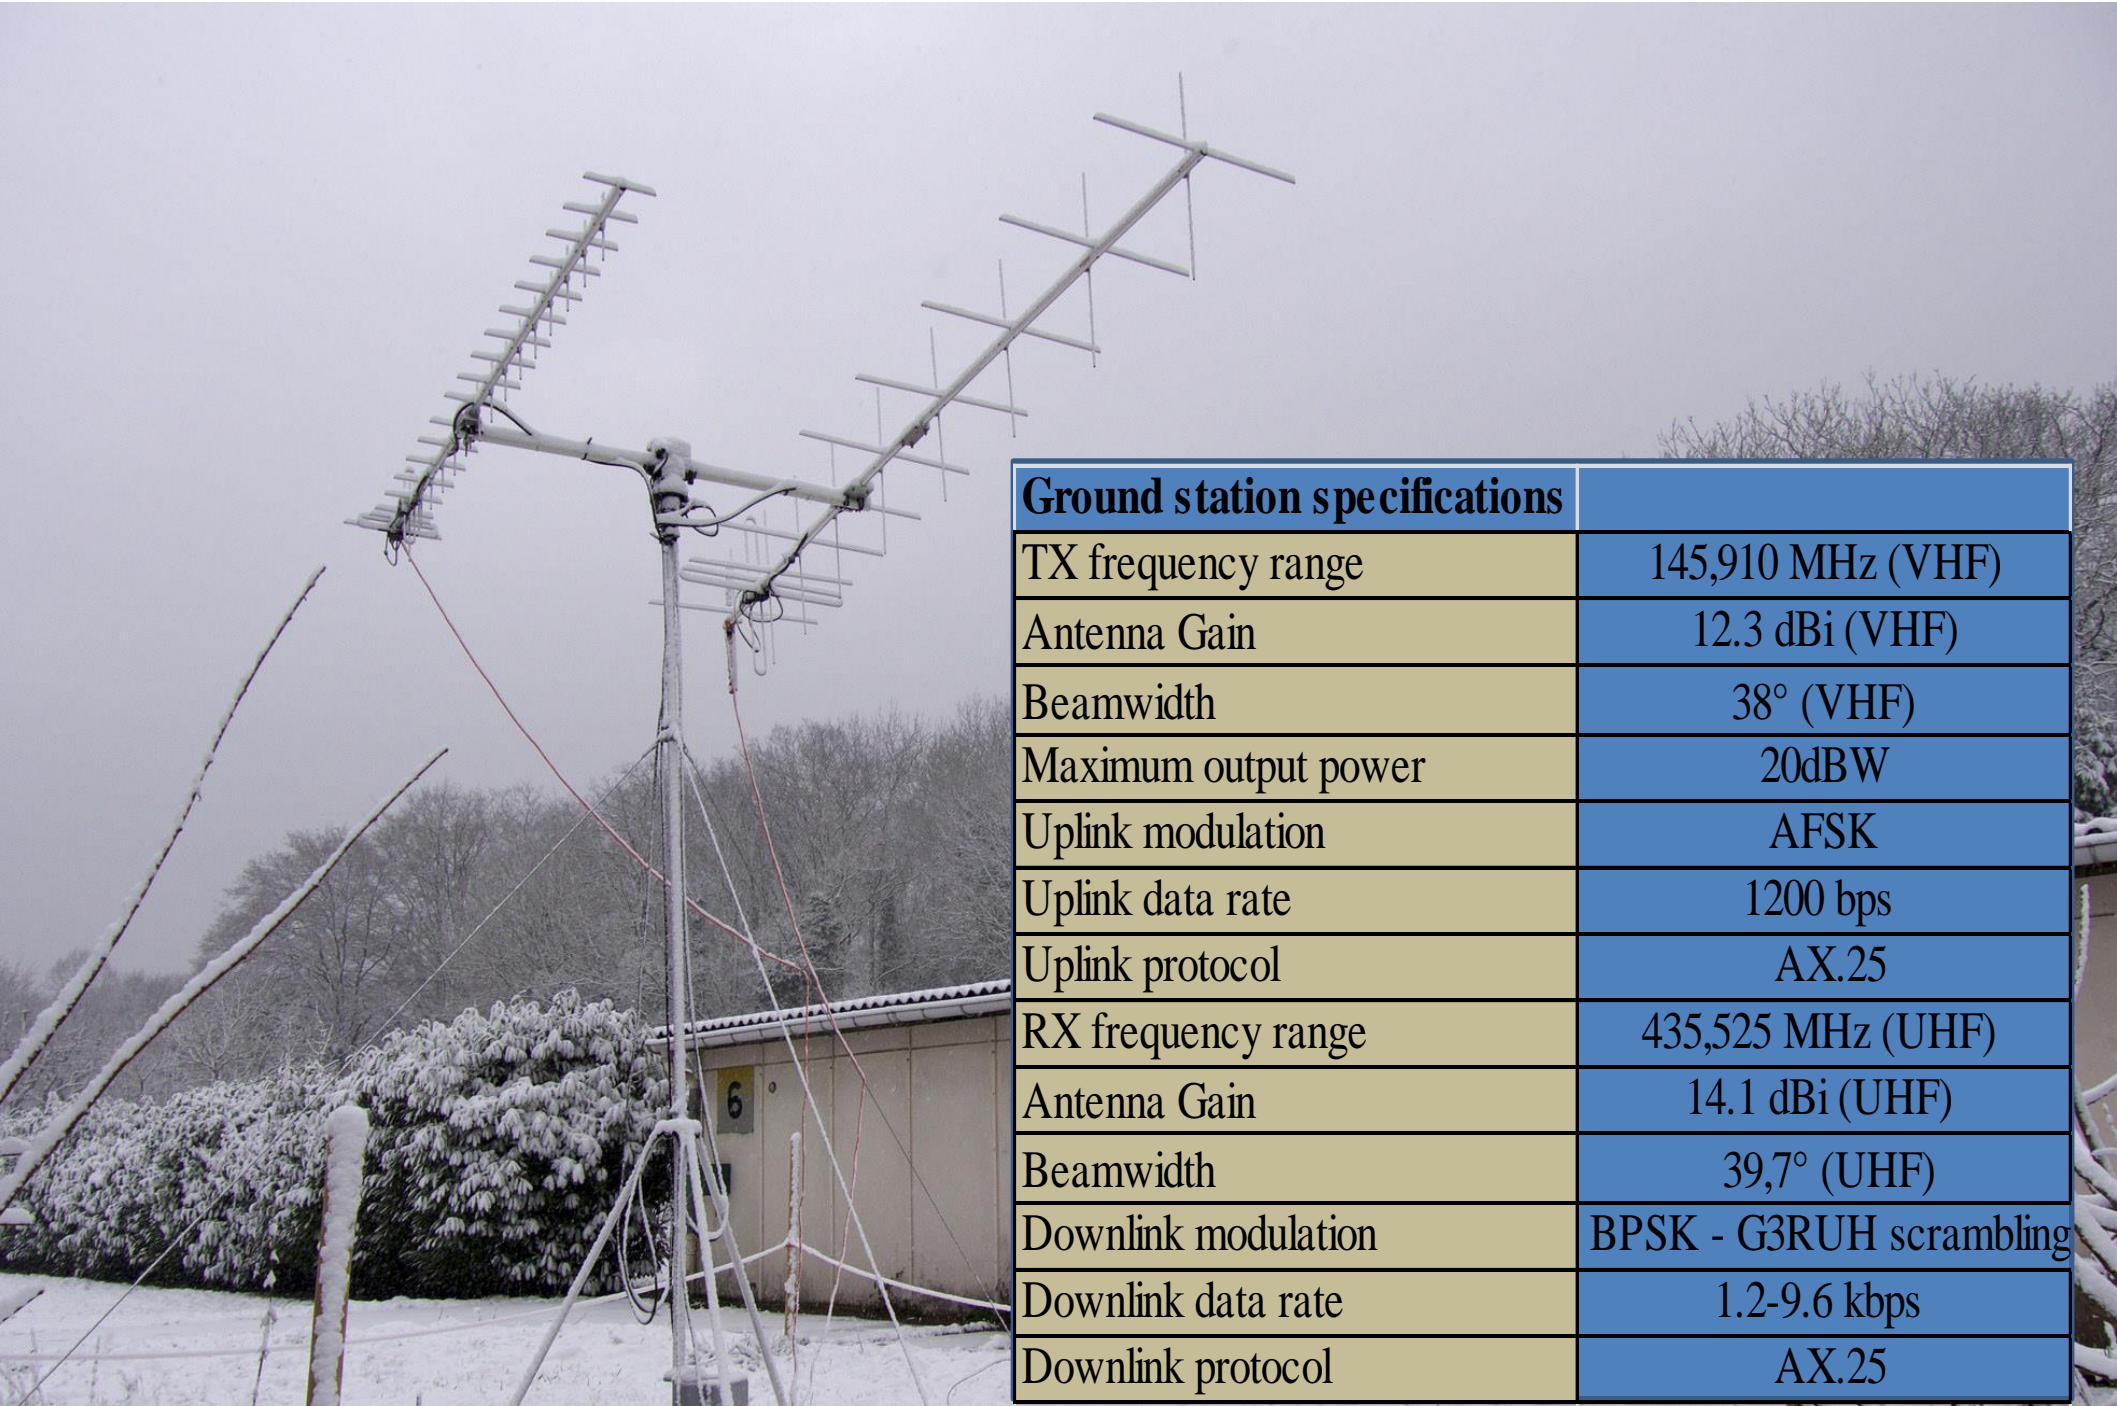 Ground station specifications
TX frequency range 145,910 MHz (VHF)
Antenna Gain 12.3 dBi (VHF)
Beamwidth 38° (VHF)
Maximum output power 20dBW
Uplink modulation AFSK
Uplink data rate 1200 bps
Uplink protocol AX.25
RX frequency range 435,525 MHz (UHF)
Antenna Gain 14.1 dBi (UHF)
Beamwidth 39,7° (UHF)
Downlink modulation BPSK - G3RUH scrambling
Downlink data rate 1.2-9.6 kbps
Downlink protocol AX.25
6